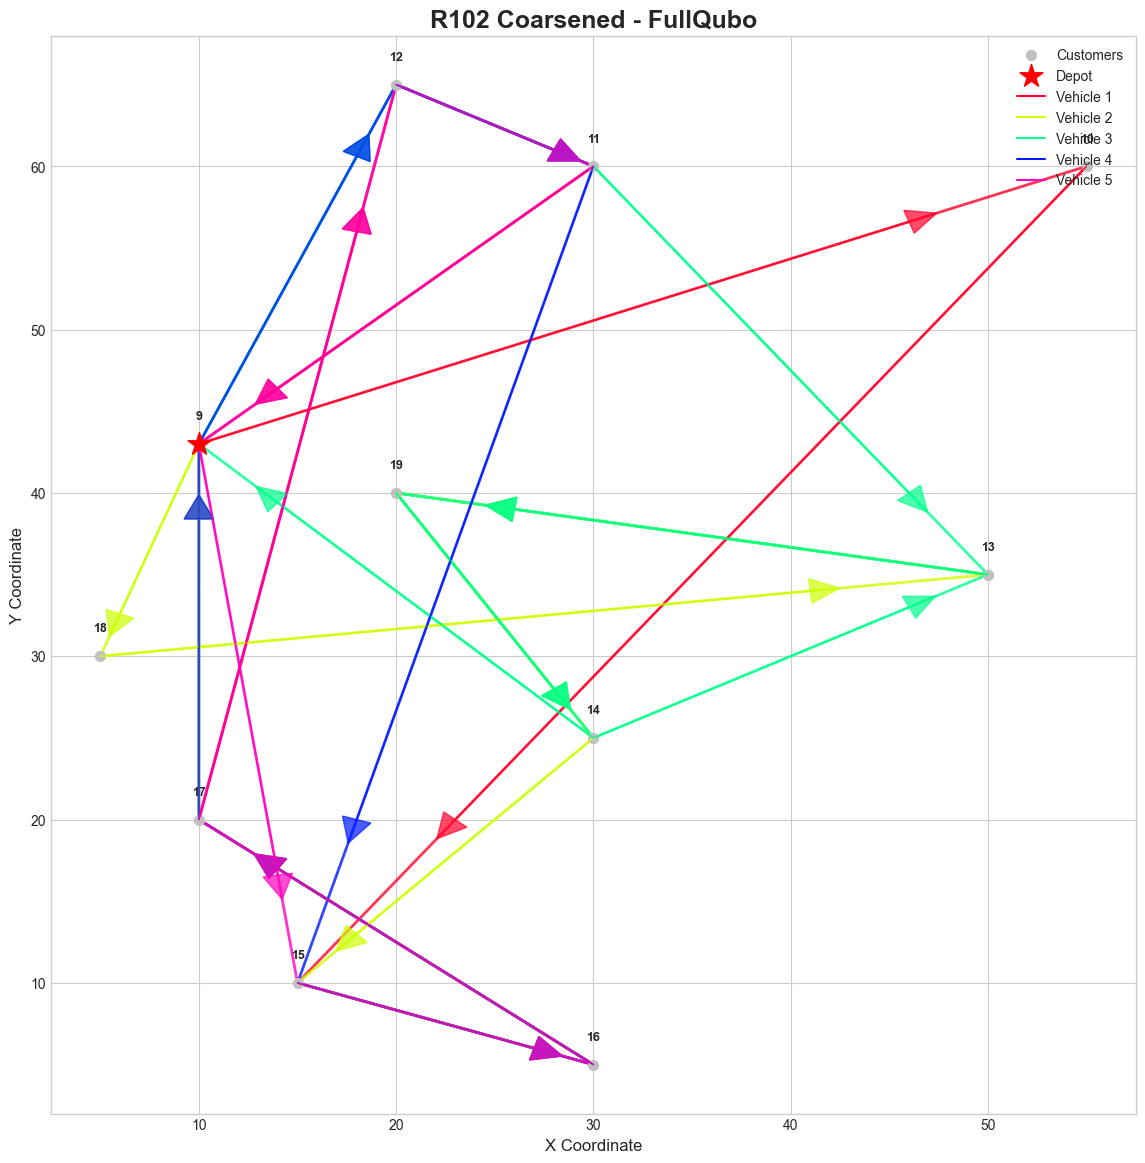 R102 Coarsened - FullQubo
Customers
Depot
Vehicle 1
Vehicle 2
Vehicle 3
Vehicle 4
Vehicle 5
12
11
10
9
19
13
18
14
17
15
16
60
50
40
30
20
10
10
20
30
40
50
Y Coordinate
X Coordinate